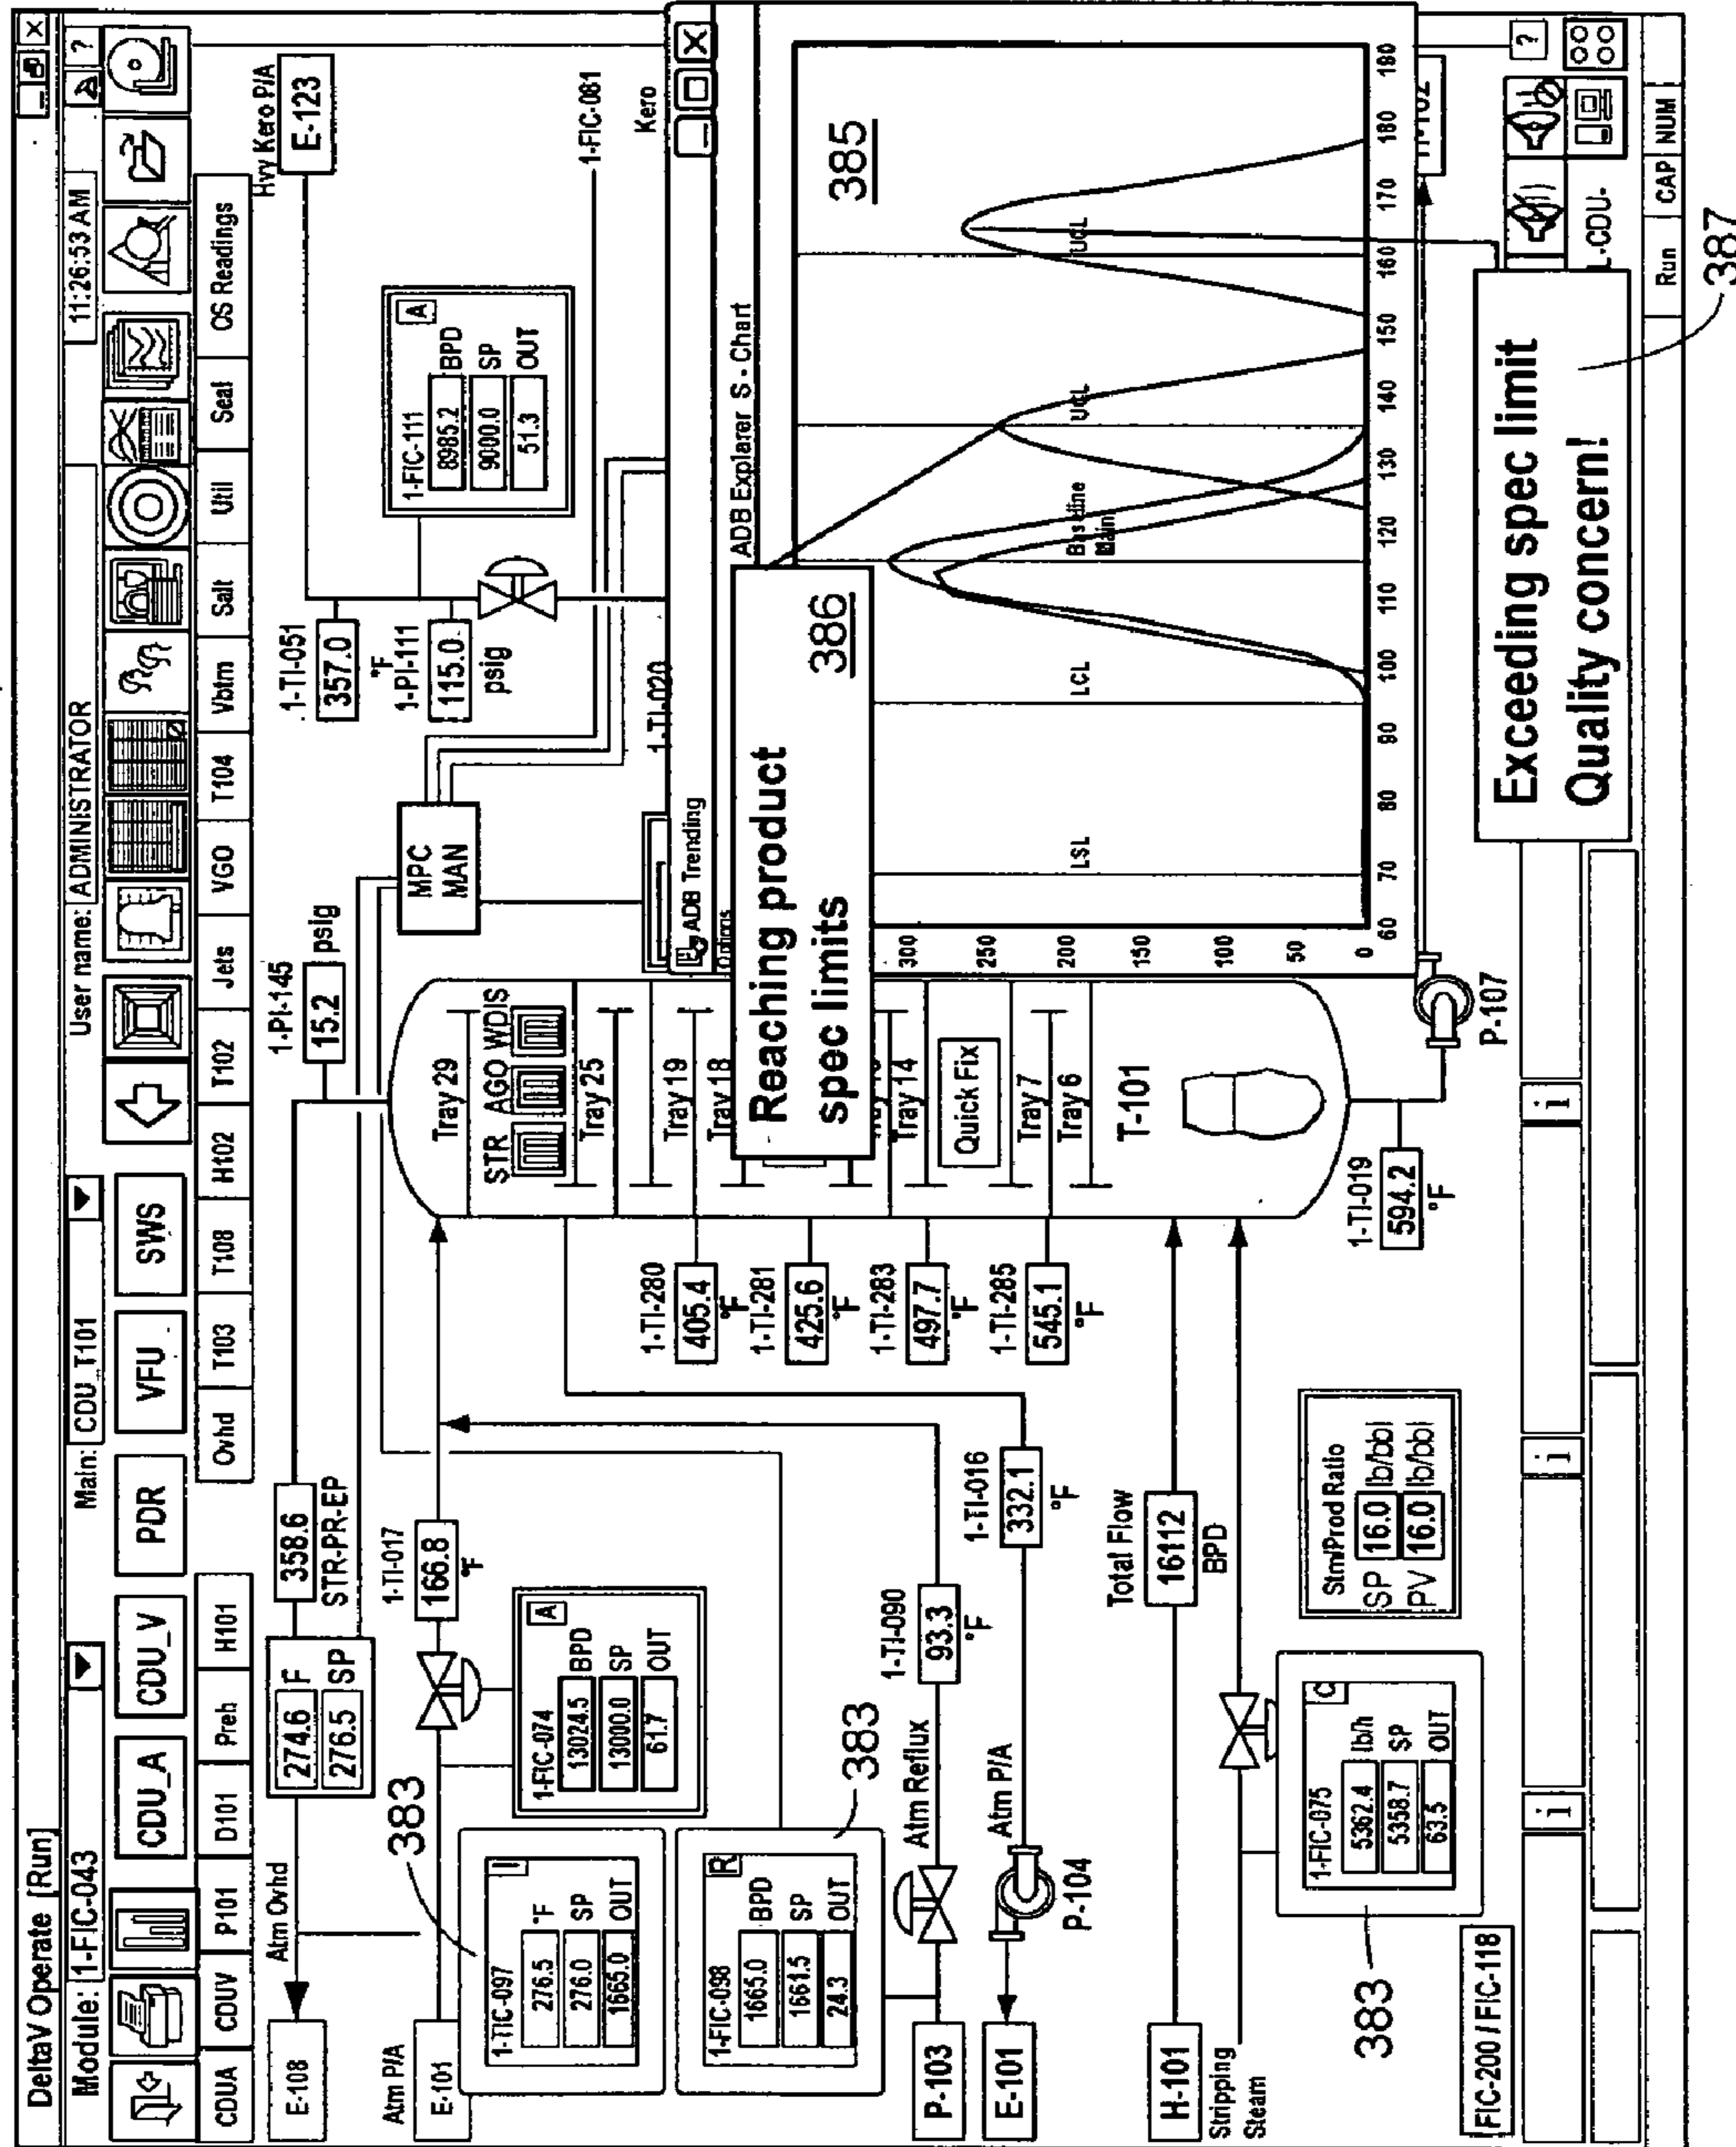 DeltaV Operate [Run]
Module: 1-FIC-043
Main: CDU_T101
User name: ADMINISTRATOR
11:26:53 AM
?
CDU_A
CDU_V
PDR
VFU
SWS
CDUA
CDUV
P101
D101
Preh
H101
Ovhd
T103
T108
H102
T102
Jets
VGO
T104
Vbtm
Salt
Util
Seal
OS Readings
E-108
Atm Ovhd
274.6 F
276.5 SP
358.6
STR-PR-EP
1-PI-145
15.2 psig
Hvy Kero P/A
E-123
1-TI-051
357.0
°F
1-PI-111
115.0
psig
1-FIC-111
A
8985.2 BPD
9000.0 SP
51.3 OUT
1-FIC-081
Kero
MPC
MAN
1-TI-020
Atm P/A
E-101
383
1-TI-017
166.8
°F
1-FIC-074
A
13024.5 BPD
13000.0 SP
61.7 OUT
1-TIC-097
I
276.5 °F
276.0 SP
1665.0 OUT
1-FIC-098
R
1665.0 BPD
1661.5 SP
24.3 OUT
383
P-103
Atm Reflux
1-TI-090
93.3
°F
E-101
Atm P/A
P-104
1-TI-016
332.1
°F
Tray 29
STR AGO WDIS
Tray 25
Tray 19
Tray 18
Tray 14
Quick Fix
Tray 7
Tray 6
T-101
1-TI-280
405.4
°F
1-TI-281
425.6
°F
1-TI-283
497.7
°F
1-TI-285
545.1
°F
H-101
Total Flow
16112
BPD
Stripping
Steam
1-FIC-075
C
5362.4 lb/h
5358.7 SP
63.5 OUT
383
Stm/Prod Ratio
SP 16.0 lb/bbl
PV 16.0 lb/bbl
1-TI-019
594.2
°F
P-107
ADB Trending
ADB Explarer S - Chart
Options
385
Reaching product
spec limits
386
300
250
200
150
100
50
0
LSL
LCL
Baseline
Main
UCL
UCL
60 70 80 90 100 110 120 130 140 150 160 170 180 190
Exceeding spec limit
Quality concern!
387
FIC-200 / FIC-118
i
i
i
?
Run
CAP
NUM